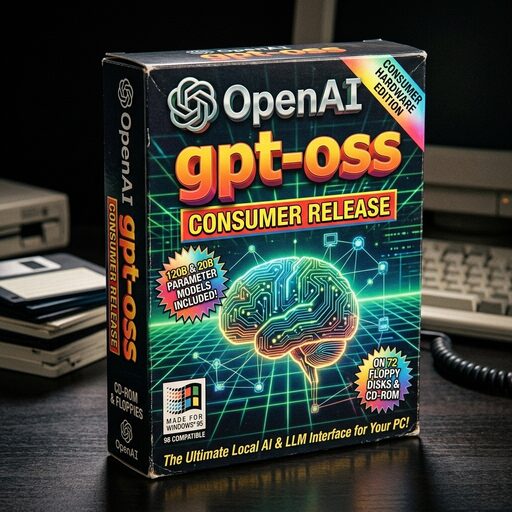 CONSUMER
HARDWARE
EDITION
OpenAI
gpt-oss
CONSUMER RELEASE
120B & 20B
PARAMETER
MODELS
INCLUDED!
ON 72
FLOPPY
DISKS &
CD-ROM
MADE FOR
WINDOWS 95
98 COMPATIBLE
The Ultimate Local AI & LLM Interface for Your PC!
OpenAI
gpt-oss
CONSUMER RELEASE
CD-ROM
& FLOPPIES